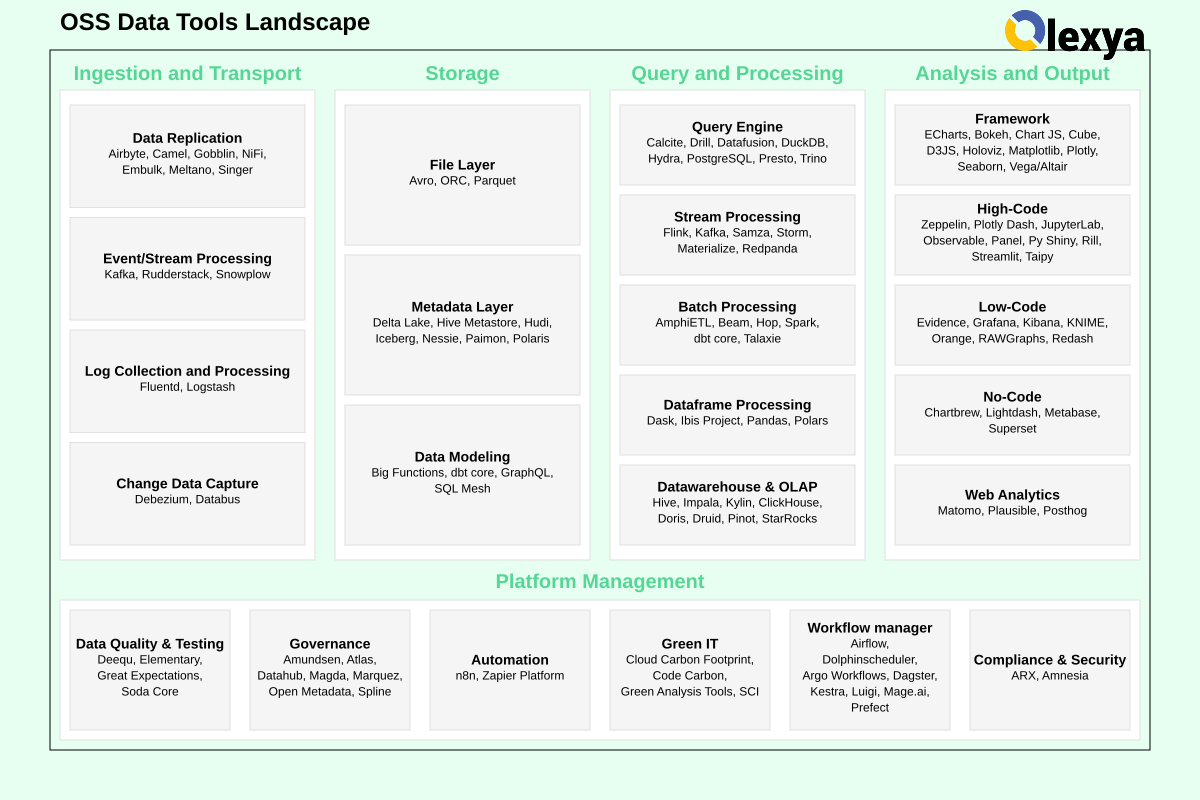 OSS Data Tools Landscape
lexya
Ingestion and Transport
Data Replication
Airbyte, Camel, Gobblin, NiFi,
Embulk, Meltano, Singer
Event/Stream Processing
Kafka, Rudderstack, Snowplow
Log Collection and Processing
Fluentd, Logstash
Change Data Capture
Debezium, Databus
Storage
File Layer
Avro, ORC, Parquet
Metadata Layer
Delta Lake, Hive Metastore, Hudi,
Iceberg, Nessie, Paimon, Polaris
Data Modeling
Big Functions, dbt core, GraphQL,
SQL Mesh
Query and Processing
Query Engine
Calcite, Drill, Datafusion, DuckDB,
Hydra, PostgreSQL, Presto, Trino
Stream Processing
Flink, Kafka, Samza, Storm,
Materialize, Redpanda
Batch Processing
AmphiETL, Beam, Hop, Spark,
dbt core, Talaxie
Dataframe Processing
Dask, Ibis Project, Pandas, Polars
Datawarehouse & OLAP
Hive, Impala, Kylin, ClickHouse,
Doris, Druid, Pinot, StarRocks
Analysis and Output
Framework
ECharts, Bokeh, Chart JS, Cube,
D3JS, Holoviz, Matplotlib, Plotly,
Seaborn, Vega/Altair
High-Code
Zeppelin, Plotly Dash, JupyterLab,
Observable, Panel, Py Shiny, Rill,
Streamlit, Taipy
Low-Code
Evidence, Grafana, Kibana, KNIME,
Orange, RAWGraphs, Redash
No-Code
Chartbrew, Lightdash, Metabase,
Superset
Web Analytics
Matomo, Plausible, Posthog
Platform Management
Data Quality & Testing
Deequ, Elementary,
Great Expectations,
Soda Core
Governance
Amundsen, Atlas,
Datahub, Magda, Marquez,
Open Metadata, Spline
Automation
n8n, Zapier Platform
Green IT
Cloud Carbon Footprint,
Code Carbon,
Green Analysis Tools, SCI
Workflow manager
Airflow,
Dolphinscheduler,
Argo Workflows, Dagster,
Kestra, Luigi, Mage.ai,
Prefect
Compliance & Security
ARX, Amnesia